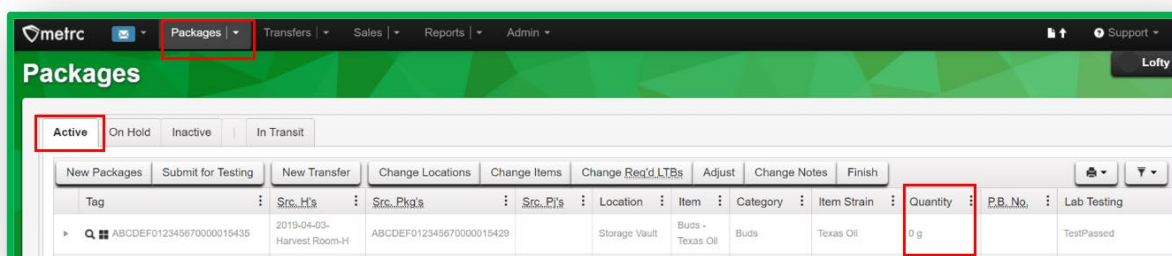 metrc Packages Transfers Sales Reports Admin Support
Packages Lofty
Active On Hold Inactive In Transit
New Packages Submit for Testing New Transfer Change Locations Change Items Change Req'd LTBs Adjust Change Notes Finish
Tag Src. H's Src. Pkg's Src. Pj's Location Item Category Item Strain Quantity P.B. No. Lab Testing
ABCDEF012345670000015435 2019-04-03- ABCDEF012345670000015429 Storage Vault Buds - Buds Texas Oil 0 g TestPassed
Harvest Room-H Texas Oil